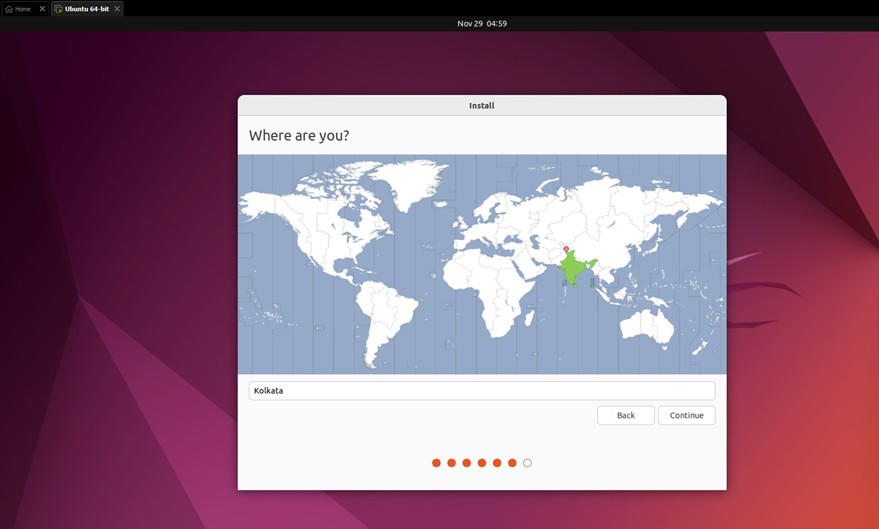 Home
Ubuntu 64-bit
Nov 29 04:59
Install
Where are you?
Kolkata
Back
Continue